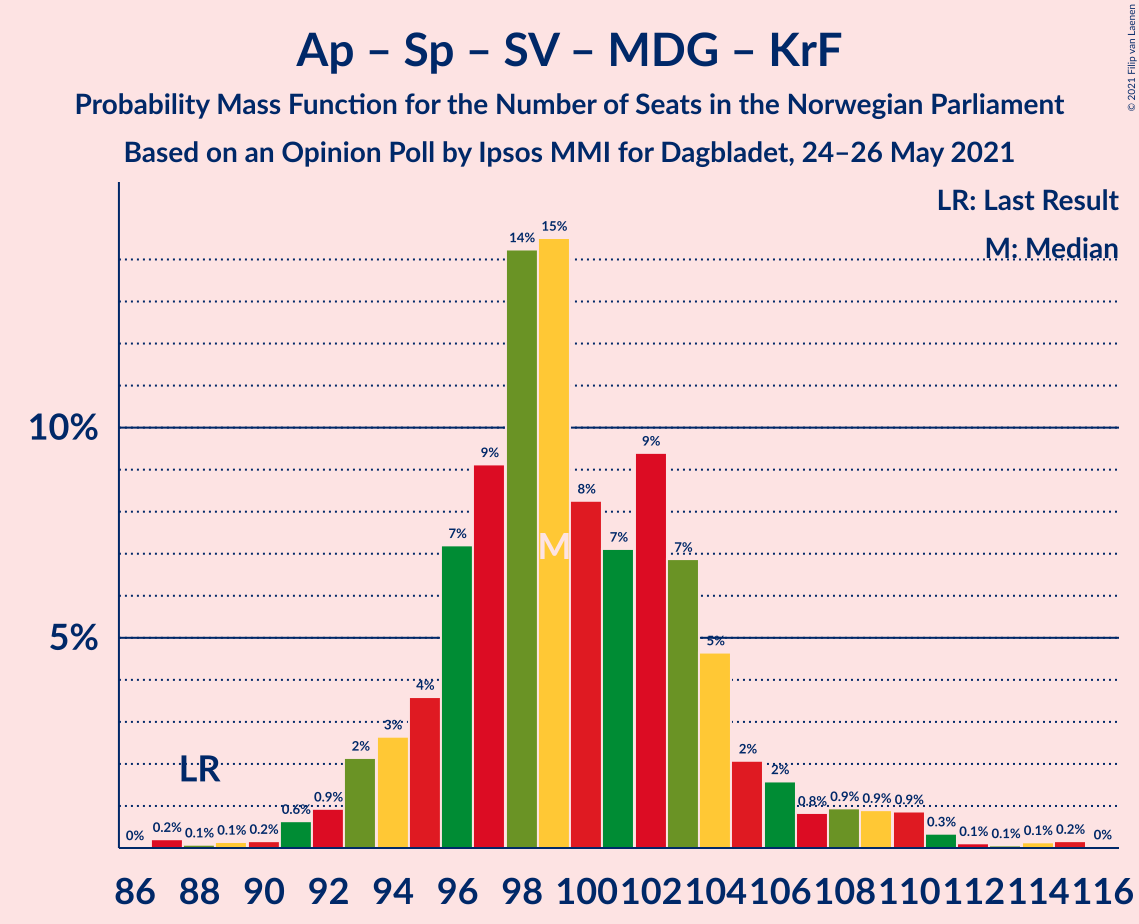 Ap – Sp – SV – MDG – KrF
Probability Mass Function for the Number of Seats in the Norwegian Parliament
Based on an Opinion Poll by Ipsos MMI for Dagbladet, 24–26 May 2021
© 2021 Filip van Laenen
LR: Last Result
M: Median
10%
5%
0% 0.2% 0.1% 0.1% 0.2% 0.6% 0.9% 2% 3% 4% 7% 9% 14% 15% 8% 7% 9% 7% 5% 2% 2% 0.8% 0.9% 0.9% 0.9% 0.3% 0.1% 0.1% 0.1% 0.2% 0%
LR
M
86 88 90 92 94 96 98 100 102 104 106 108 110 112 114 116